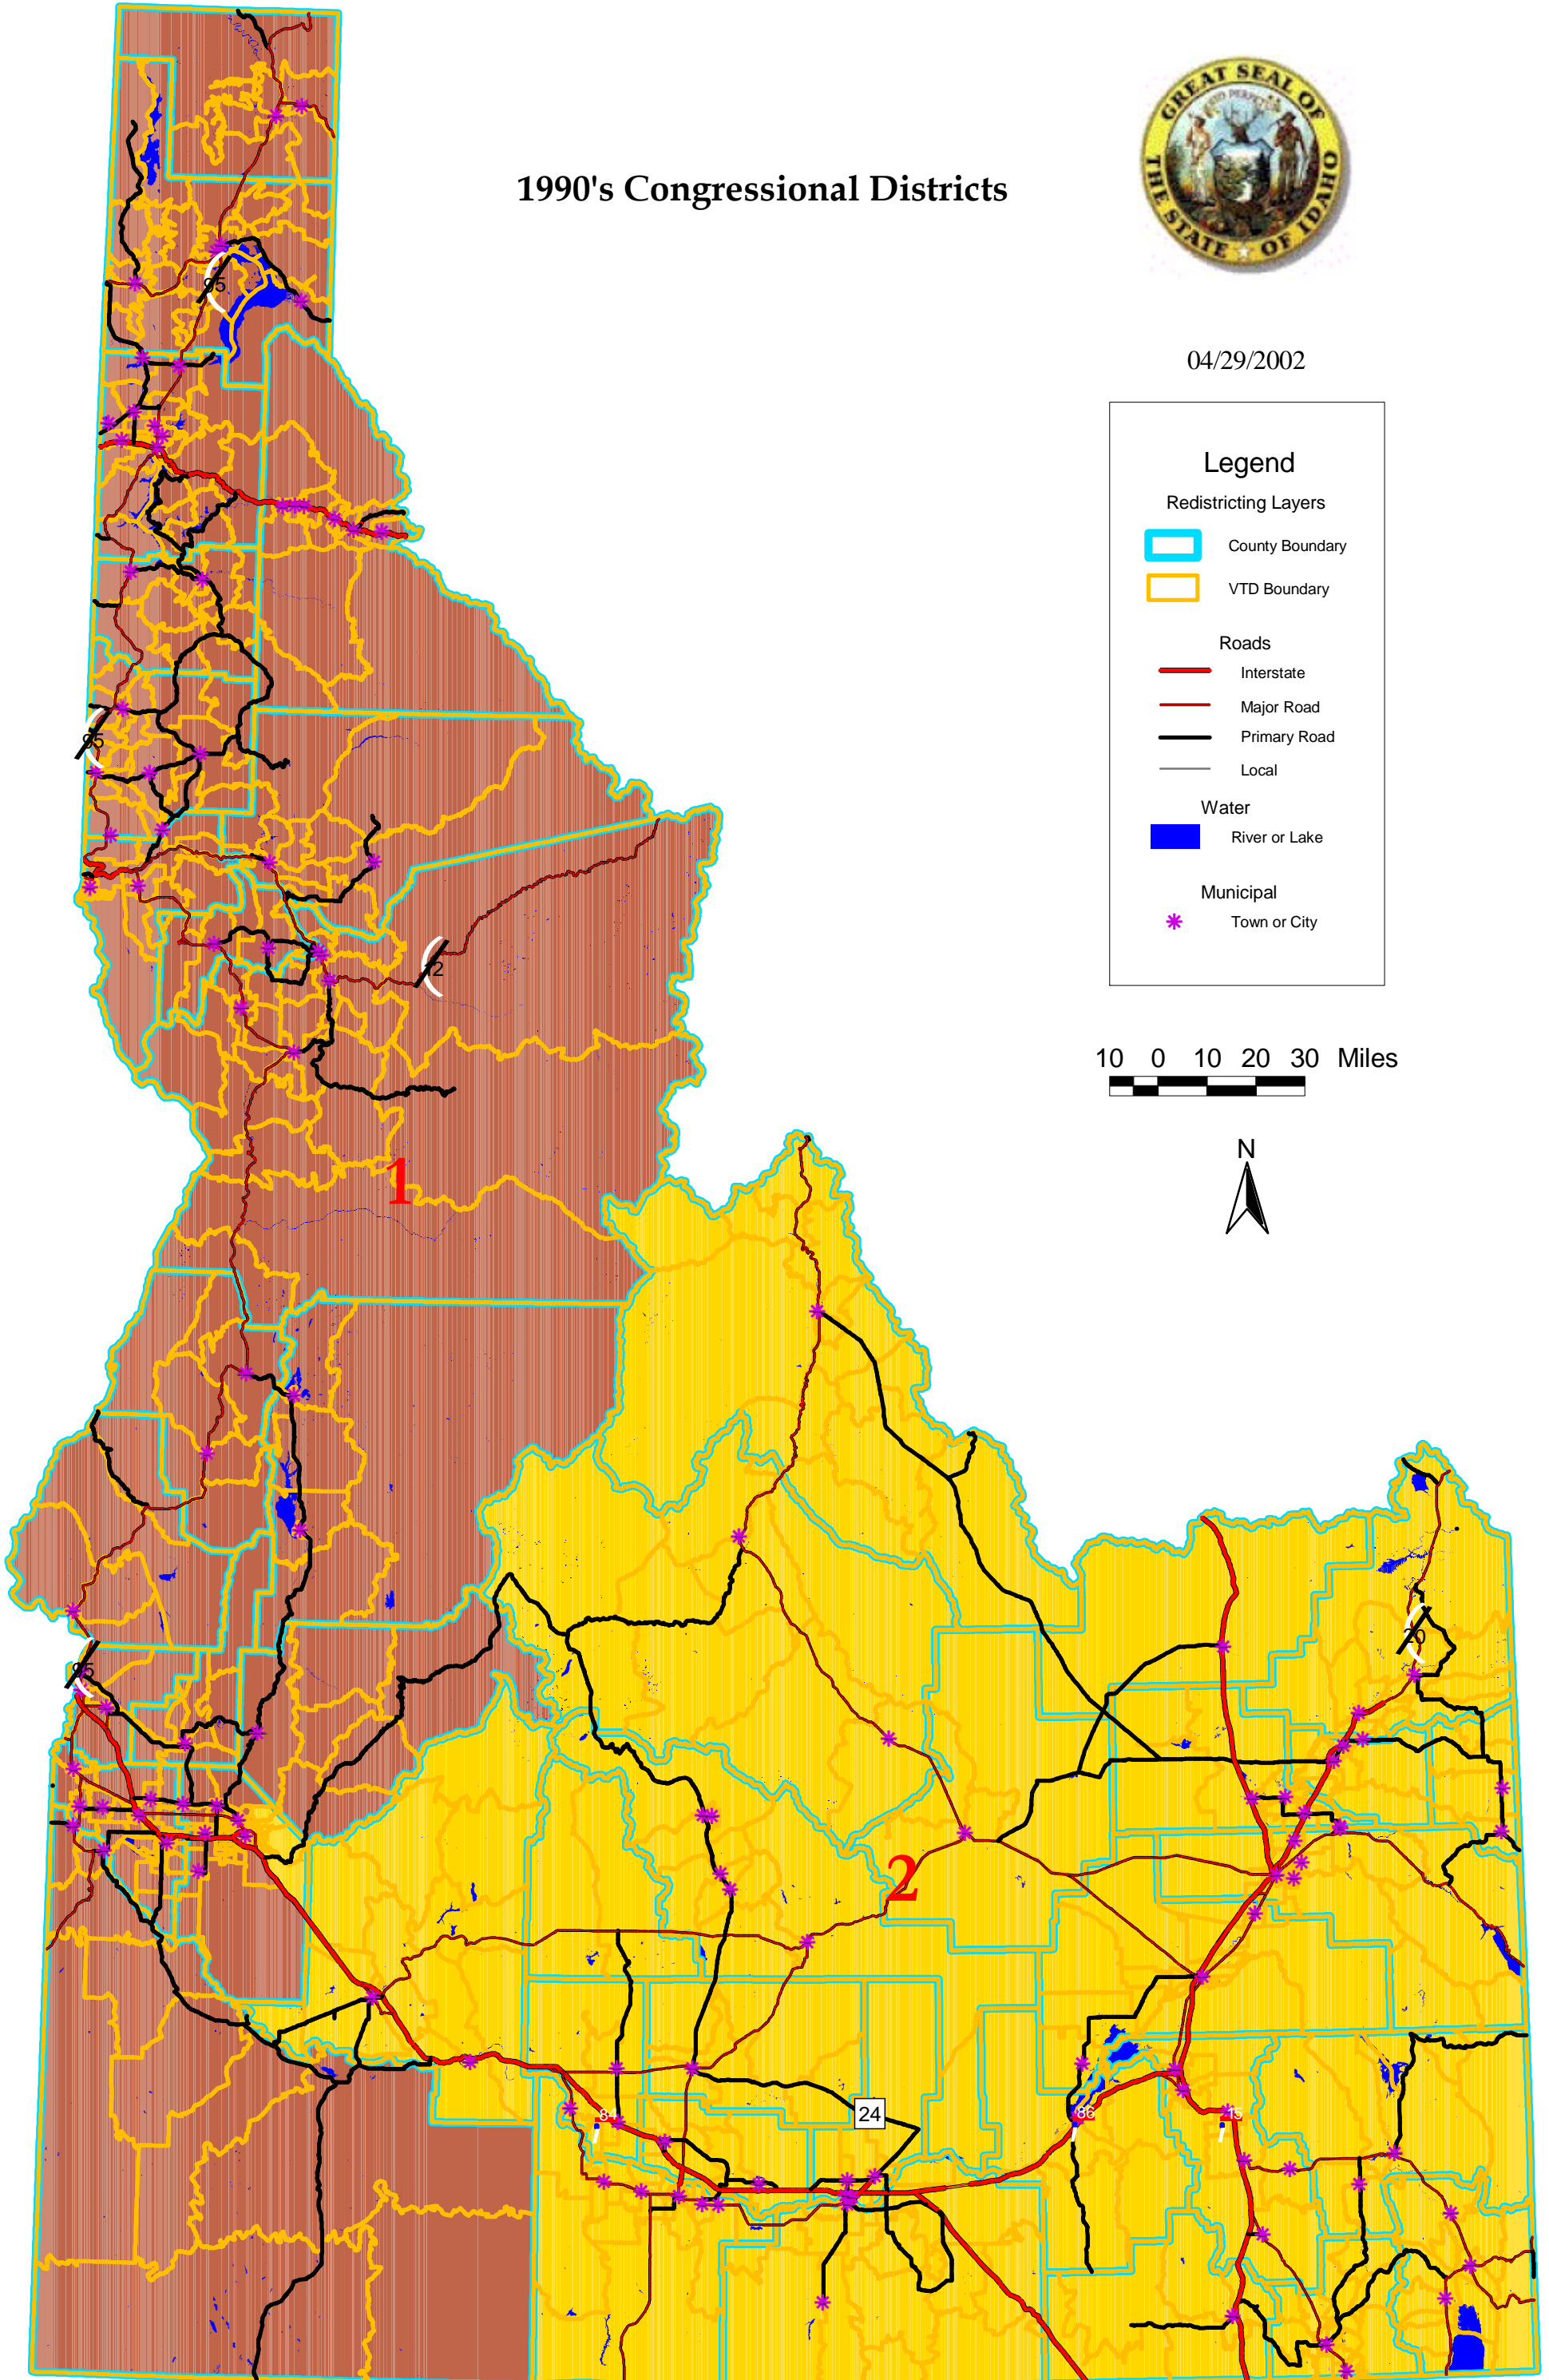 1990's Congressional Districts
GREAT SEAL OF
THE STATE ★ OF IDAHO
04/29/2002
Legend
Redistricting Layers
County Boundary
VTD Boundary
Roads
Interstate
Major Road
Primary Road
Local
Water
River or Lake
Municipal
Town or City
10 0 10 20 30 Miles
N
95
95
12
1
95
20
2
84
24
86
15